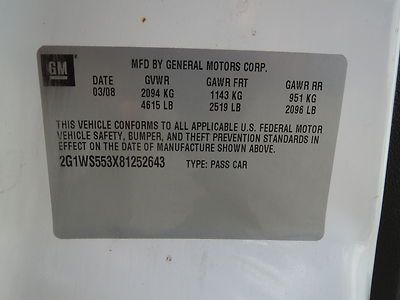 GM
MFD BY GENERAL MOTORS CORP.
DATE GVWR GAWR FRT GAWR RR
03/08 2094 KG 1143 KG 951 KG
4615 LB 2519 LB 2096 LB
THIS VEHICLE CONFORMS TO ALL APPLICABLE U.S. FEDERAL MOTOR
VEHICLE SAFETY, BUMPER, AND THEFT PREVENTION STANDARDS IN
EFFECT ON THE DATE OF MANUFACTURE SHOWN ABOVE.
2G1WS553X81252643 TYPE: PASS CAR